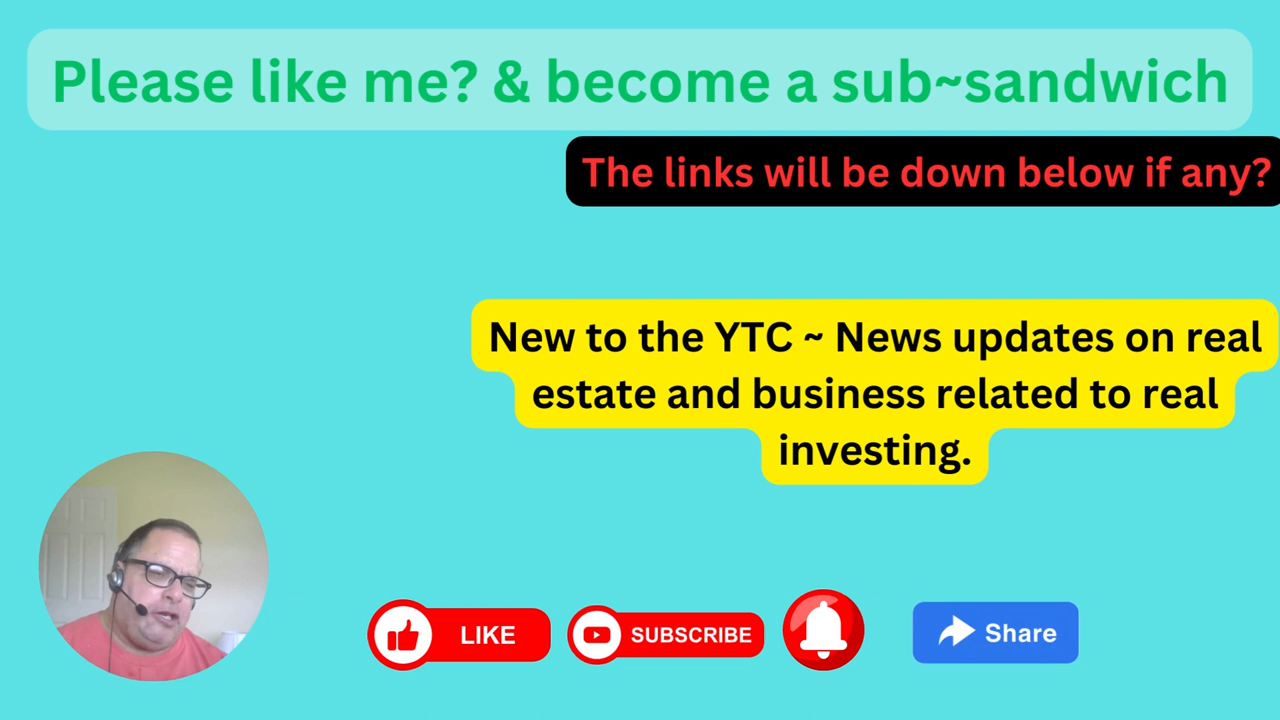 Please like me? & become a sub~sandwich
The links will be down below if any?
New to the YTC ~ News updates on real
estate and business related to real
investing.
LIKE
SUBSCRIBE
Share